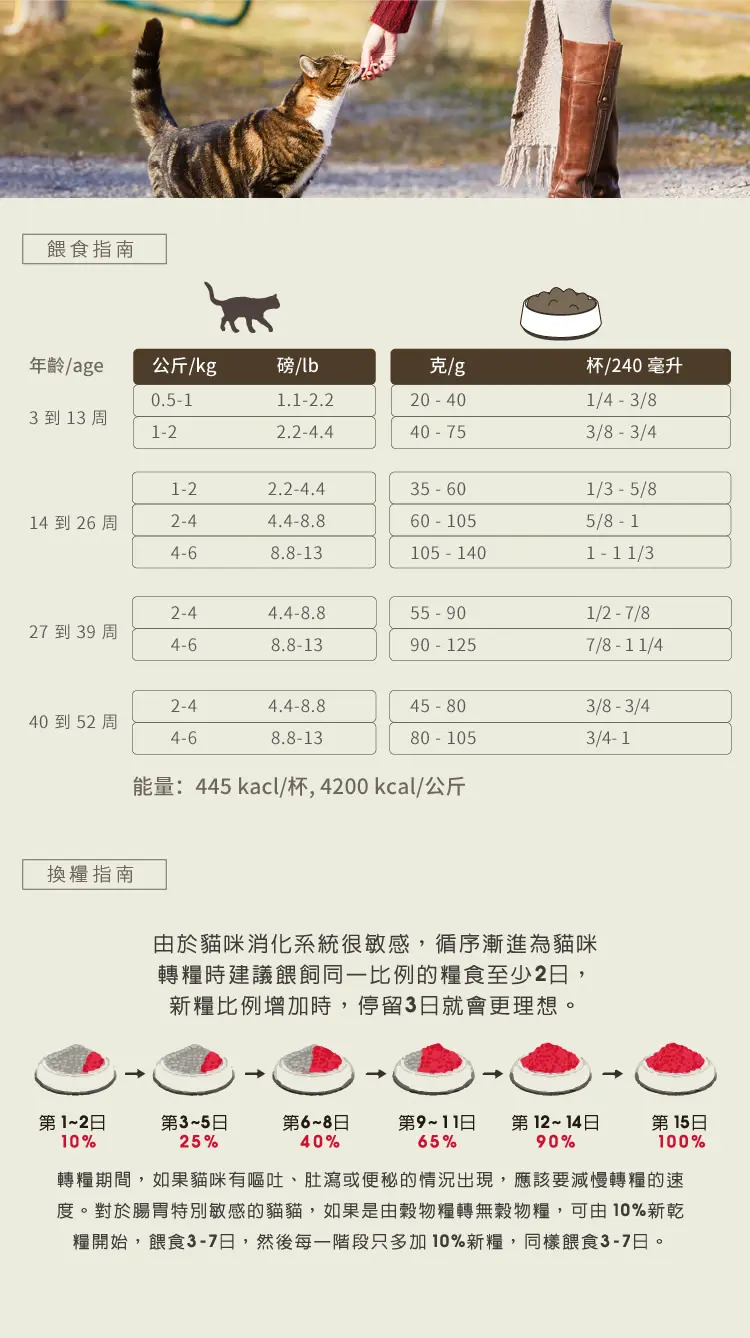 餵食指南
年齡/age 公斤/kg 磅/lb 克/g 杯/240 毫升
3 到 13 周
0.5-1 1.1-2.2 20 - 40 1/4 - 3/8
1-2 2.2-4.4 40 - 75 3/8 - 3/4
14 到 26 周
1-2 2.2-4.4 35 - 60 1/3 - 5/8
2-4 4.4-8.8 60 - 105 5/8 - 1
4-6 8.8-13 105 - 140 1 - 1 1/3
27 到 39 周
2-4 4.4-8.8 55 - 90 1/2 - 7/8
4-6 8.8-13 90 - 125 7/8 - 1 1/4
40 到 52 周
2-4 4.4-8.8 45 - 80 3/8 - 3/4
4-6 8.8-13 80 - 105 3/4- 1
能量：445 kacl/杯, 4200 kcal/公斤
換糧指南
由於貓咪消化系統很敏感，循序漸進為貓咪
轉糧時建議餵飼同一比例的糧食至少2日，
新糧比例增加時，停留3日就會更理想。
第 1~2日 第3~5日 第6~8日 第9~11日 第 12~14日 第 15日
10% 25% 40% 65% 90% 100%
轉糧期間，如果貓咪有嘔吐、肚瀉或便秘的情況出現，應該要減慢轉糧的速
度。對於腸胃特別敏感的貓貓，如果是由穀物糧轉無穀物糧，可由 10%新乾
糧開始，餵食3-7日，然後每一階段只多加 10%新糧，同樣餵食3-7日。